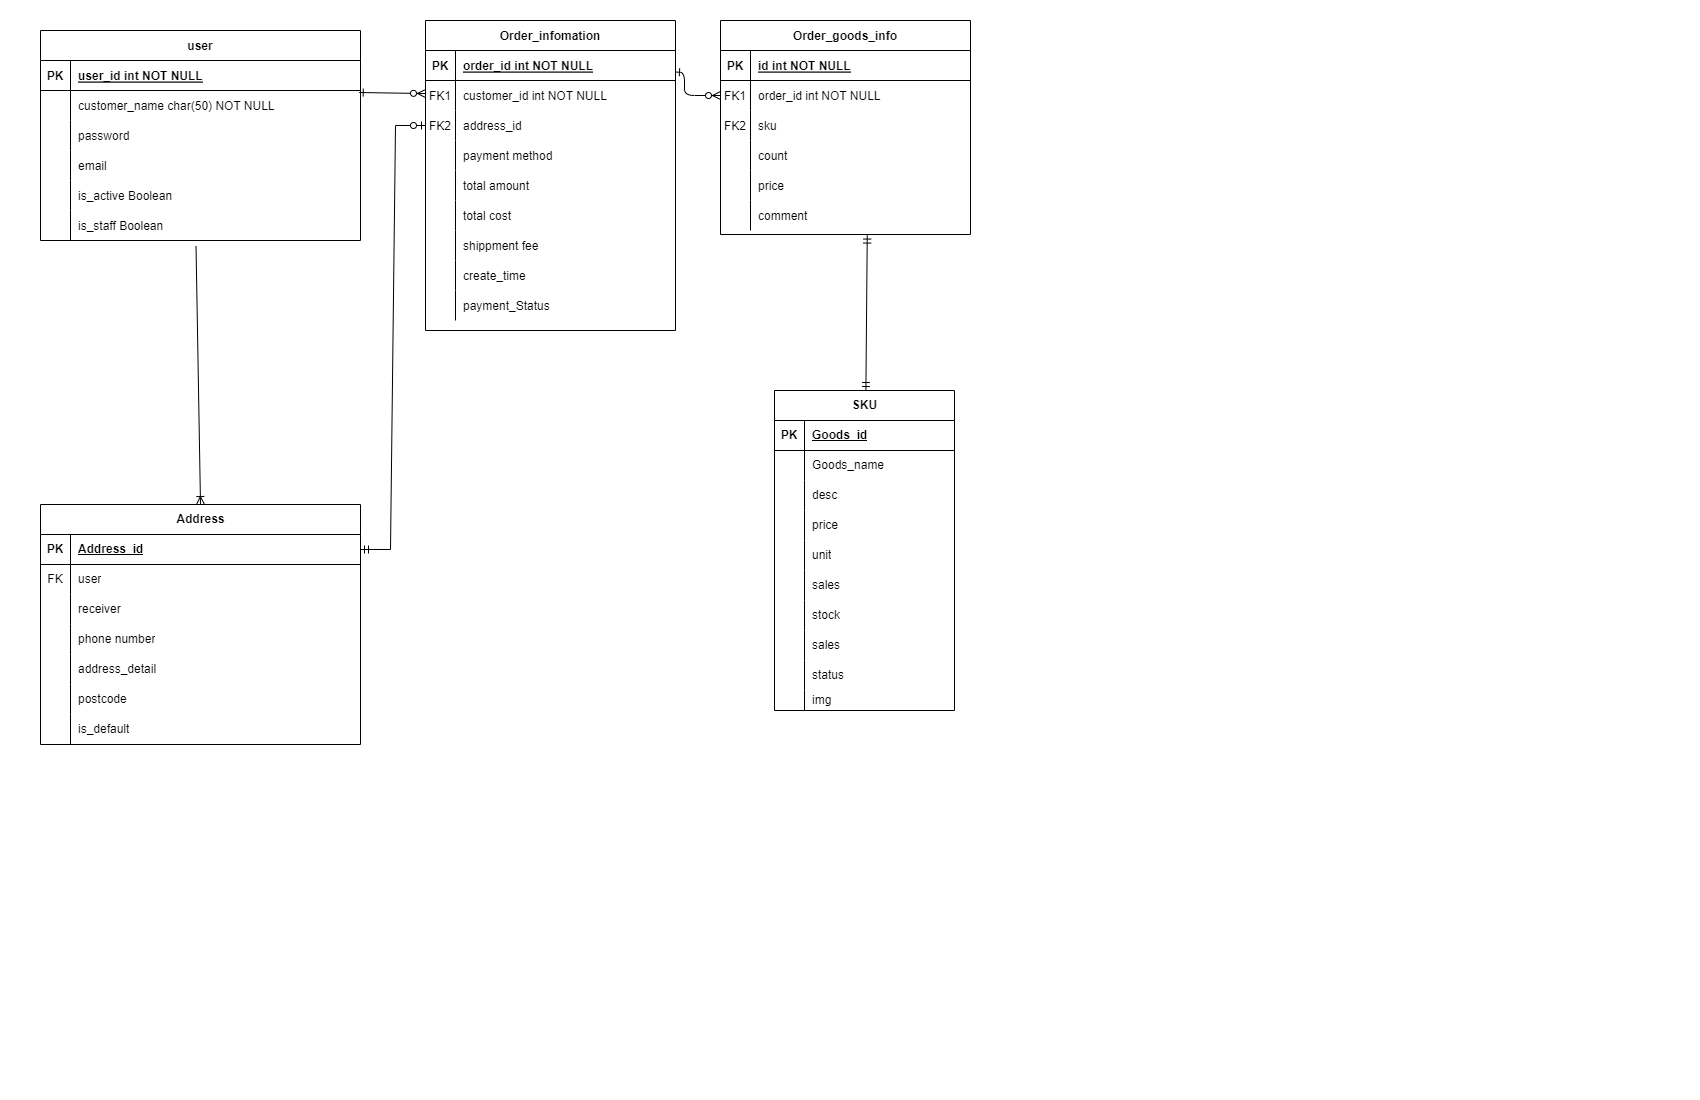 user
PK user_id int NOT NULL
customer_name char(50) NOT NULL
password
email
is_active Boolean
is_staff Boolean
Order_infomation
PK order_id int NOT NULL
FK1 customer_id int NOT NULL
FK2 address_id
payment method
total amount
total cost
shippment fee
create_time
payment_Status
Order_goods_info
PK id int NOT NULL
FK1 order_id int NOT NULL
FK2 sku
count
price
comment
Address
PK Address_id
FK user
receiver
phone number
address_detail
postcode
is_default
SKU
PK Goods_id
Goods_name
desc
price
unit
sales
stock
sales
status
img